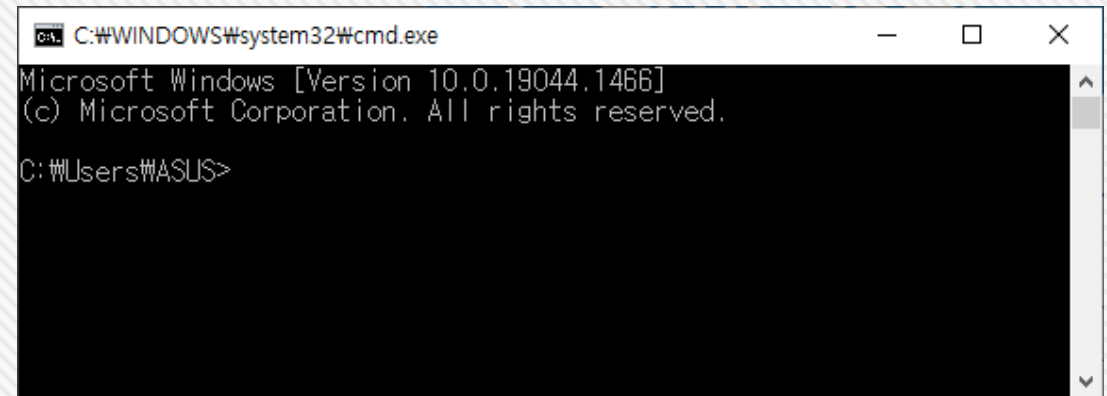 C:₩WINDOWS₩system32₩cmd.exe
Microsoft Windows [Version 10.0.19044.1466]
(c) Microsoft Corporation. All rights reserved.
C:₩Users₩ASUS>